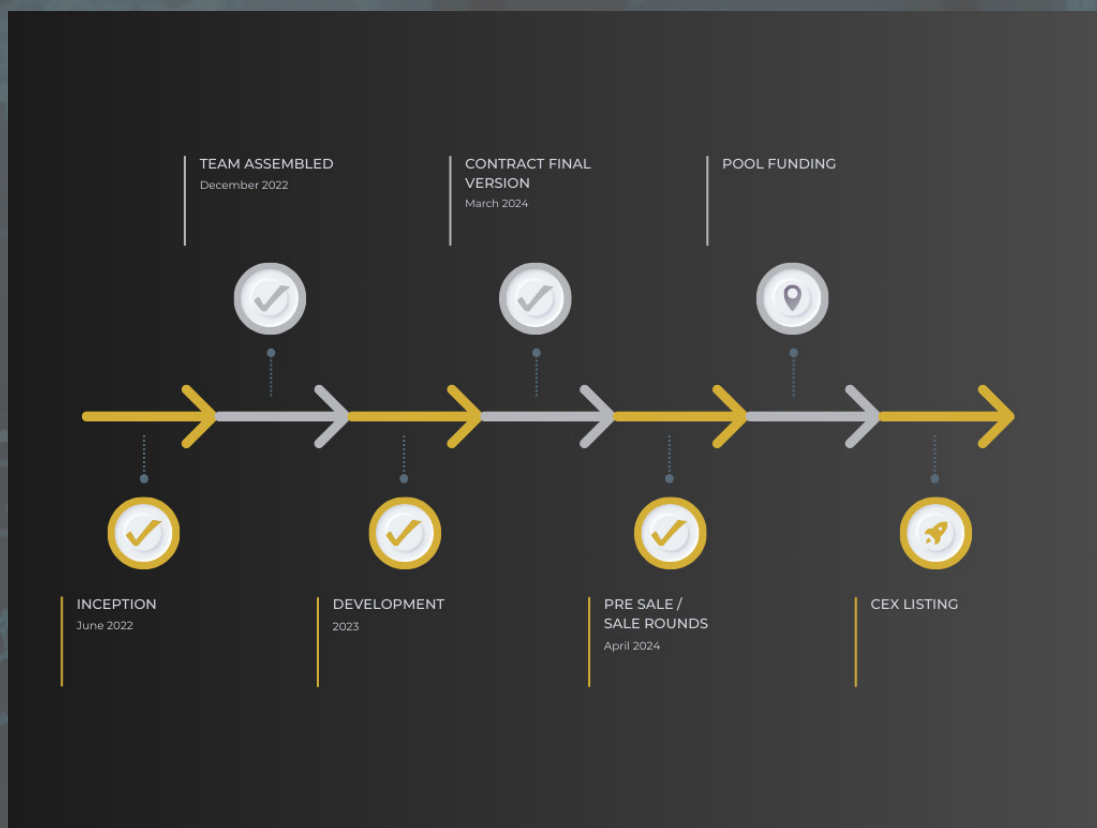 TEAM ASSEMBLED
December 2022
CONTRACT FINAL
VERSION
March 2024
POOL FUNDING
INCEPTION
June 2022
DEVELOPMENT
2023
PRE SALE /
SALE ROUNDS
April 2024
CEX LISTING